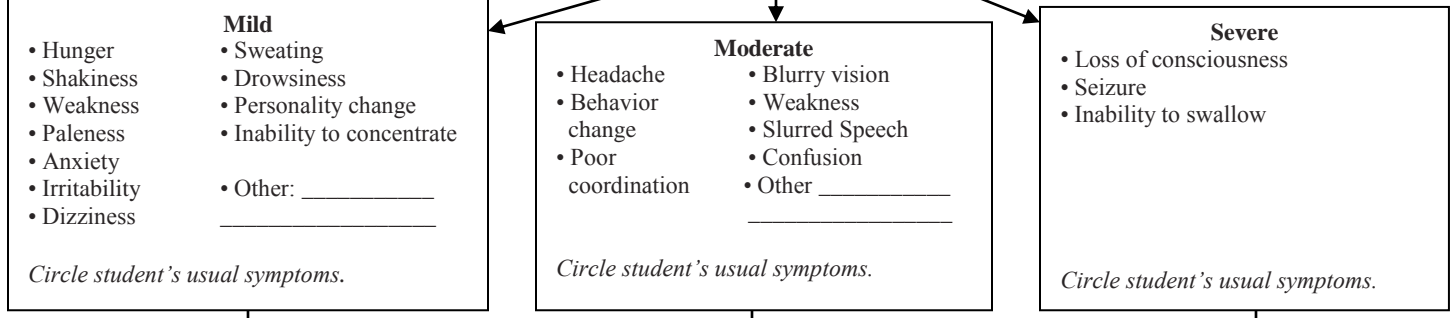 Mild
• Hunger • Sweating
• Shakiness • Drowsiness
• Weakness • Personality change
• Paleness • Inability to concentrate
• Anxiety
• Irritability • Other: ___________
• Dizziness __________________
Circle student’s usual symptoms.
Moderate
• Headache • Blurry vision
• Behavior • Weakness
change • Slurred Speech
• Poor • Confusion
coordination • Other ___________
_________________
Circle student’s usual symptoms.
Severe
• Loss of consciousness
• Seizure
• Inability to swallow
Circle student’s usual symptoms.